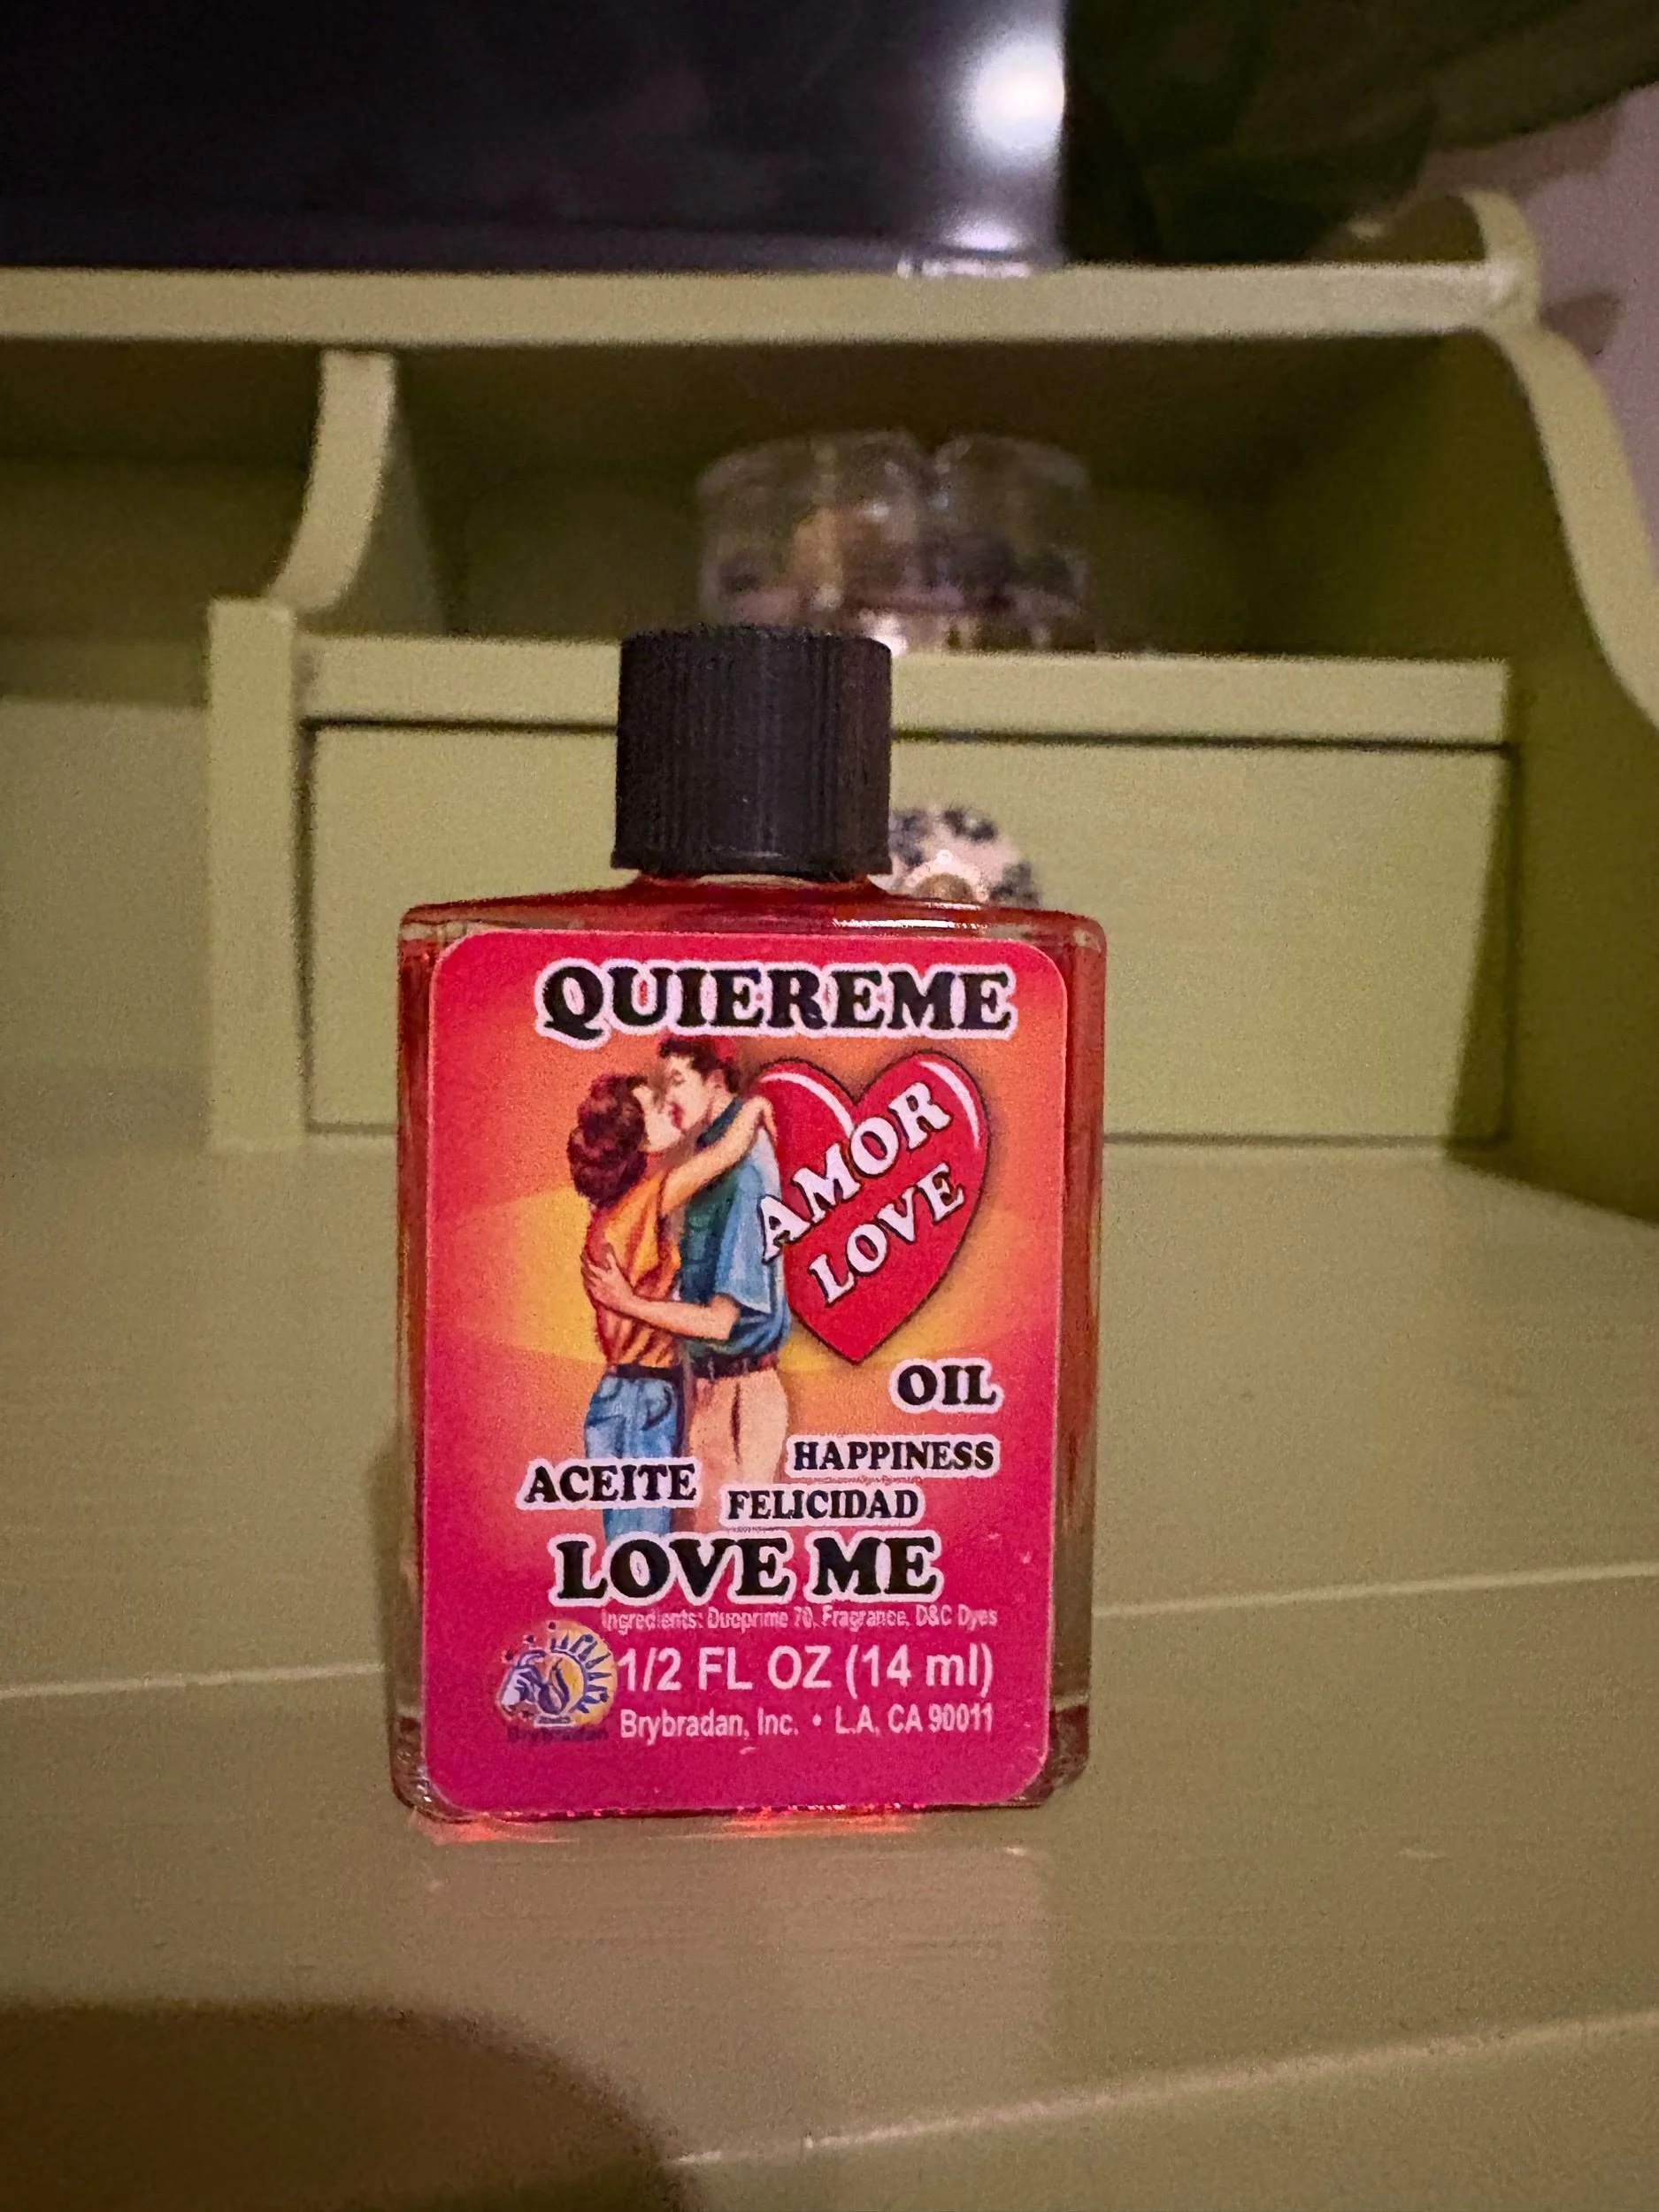 QUIEREME
AMOR
LOVE
OIL
HAPPINESS
ACEITE
FELICIDAD
LOVE ME
Ingredients: Duoprime 70, Fragrance, D&C Dyes
1/2 FL OZ (14 ml)
Brybradan
Brybradan, Inc. • L.A, CA 90011